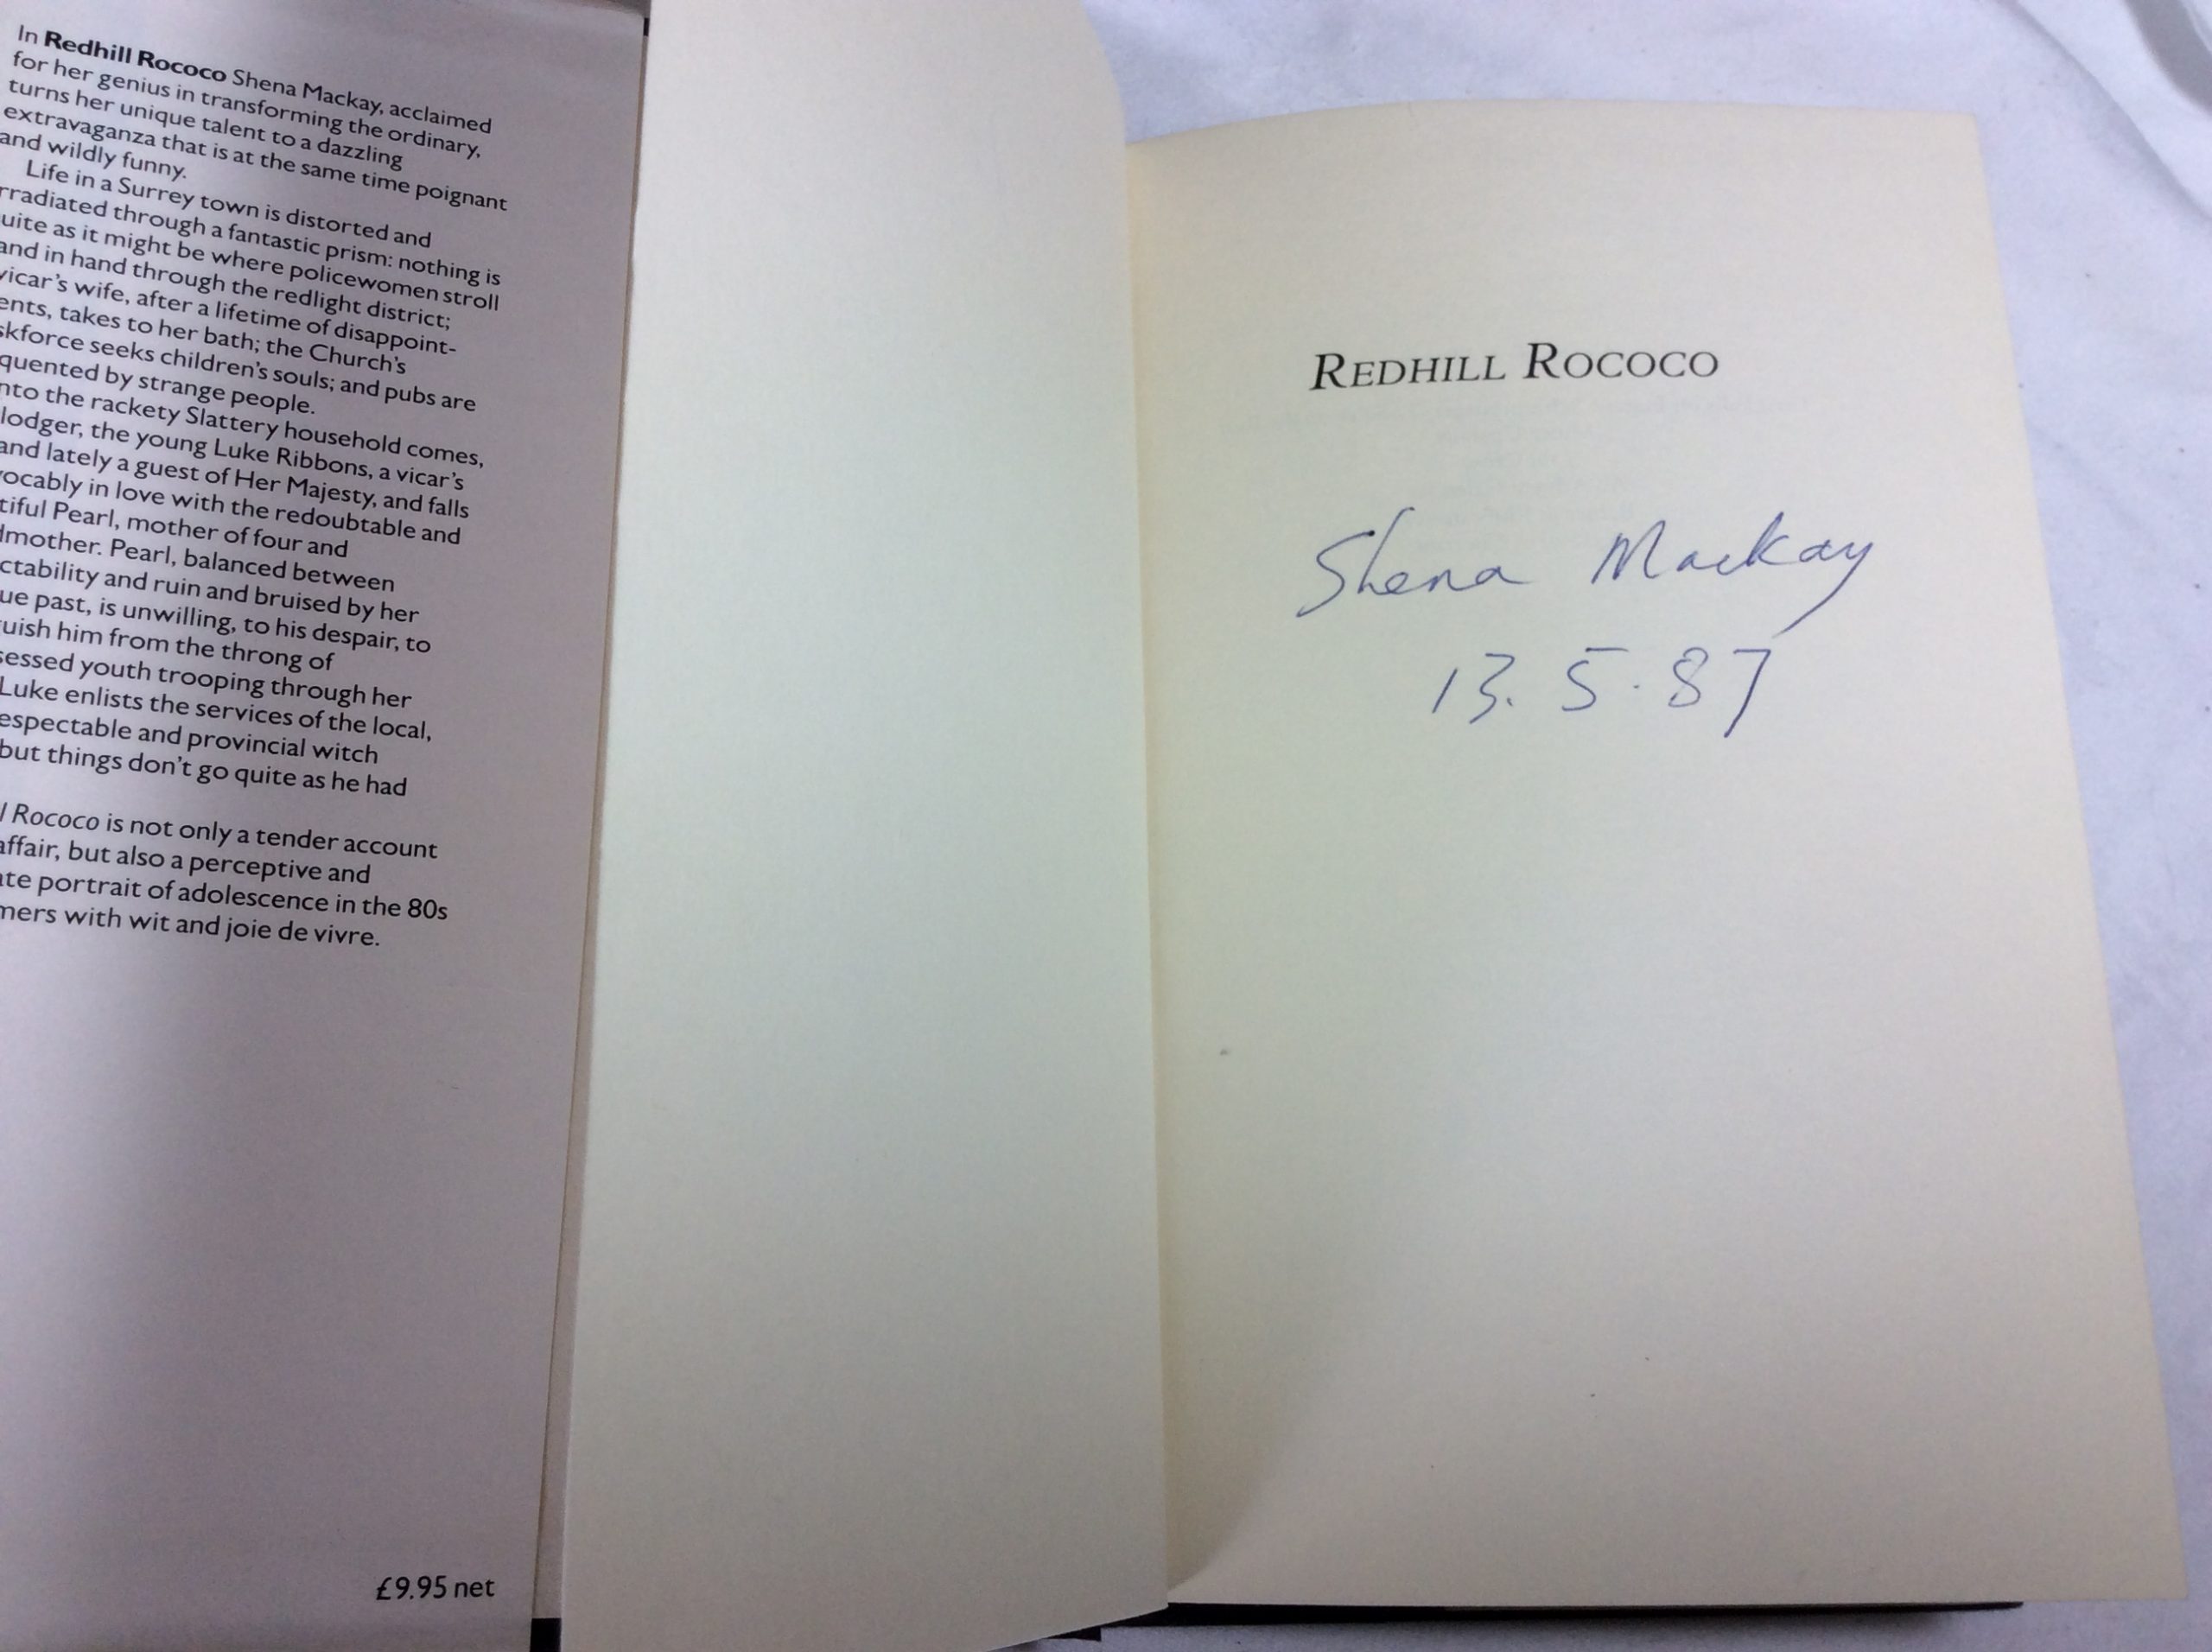 In Redhill Rococo Shena Mackay, acclaimed
for her genius in transforming the ordinary,
turns her unique talent to a dazzling
extravaganza that is at the same time poignant
and wildly funny.
Life in a Surrey town is distorted and
rradiated through a fantastic prism: nothing is
uite as it might be where policewomen stroll
and in hand through the redlight district;
vicar's wife, after a lifetime of disappoint-
ents, takes to her bath; the Church's
skforce seeks children's souls; and pubs are
quented by strange people.
nto the rackety Slattery household comes,
lodger, the young Luke Ribbons, a vicar's
and lately a guest of Her Majesty, and falls
ocably in love with the redoubtable and
tiful Pearl, mother of four and
dmother. Pearl, balanced between
ctability and ruin and bruised by her
ue past, is unwilling, to his despair, to
uish him from the throng of
sessed youth trooping through her
Luke enlists the services of the local,
espectable and provincial witch
but things don't go quite as he had
l Rococo is not only a tender account
affair, but also a perceptive and
ate portrait of adolescence in the 80s
mers with wit and joie de vivre.
£9.95 net
REDHILL ROCOCO
Shena Mackay
13.5.87